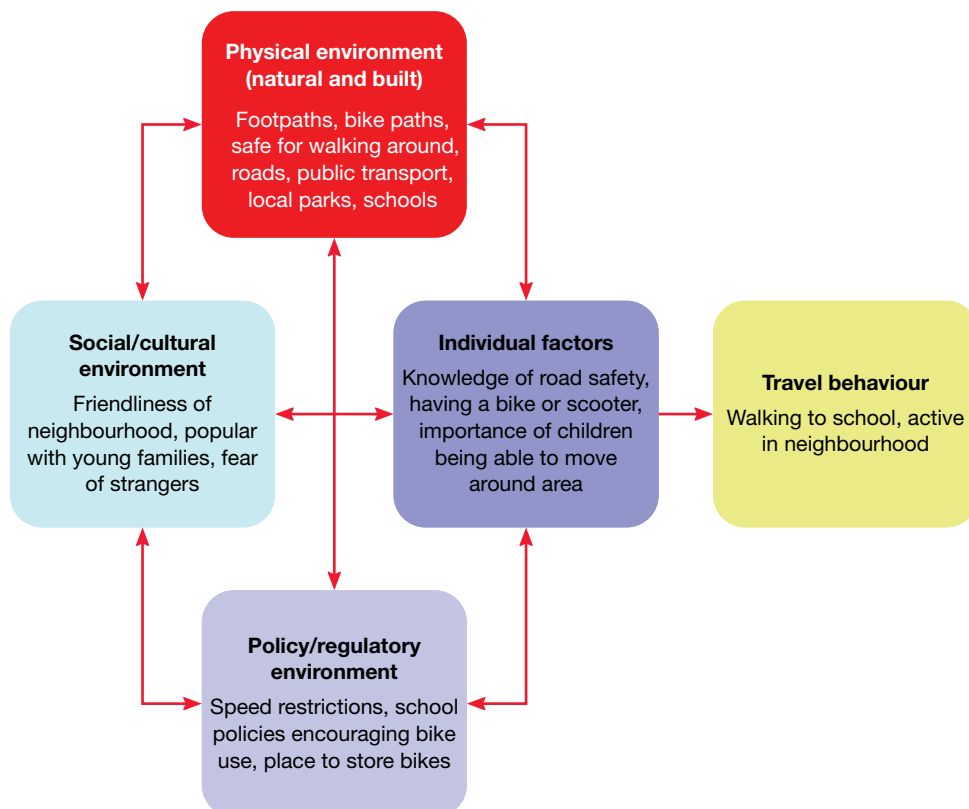 Physical environment
(natural and built)
Footpaths, bike paths,
safe for walking around,
roads, public transport,
local parks, schools
Social/cultural
environment
Friendliness of
neighbourhood, popular
with young families, fear
of strangers
Individual factors
Knowledge of road safety,
having a bike or scooter,
importance of children
being able to move
around area
Travel behaviour
Walking to school, active
in neighbourhood
Policy/regulatory
environment
Speed restrictions, school
policies encouraging bike
use, place to store bikes